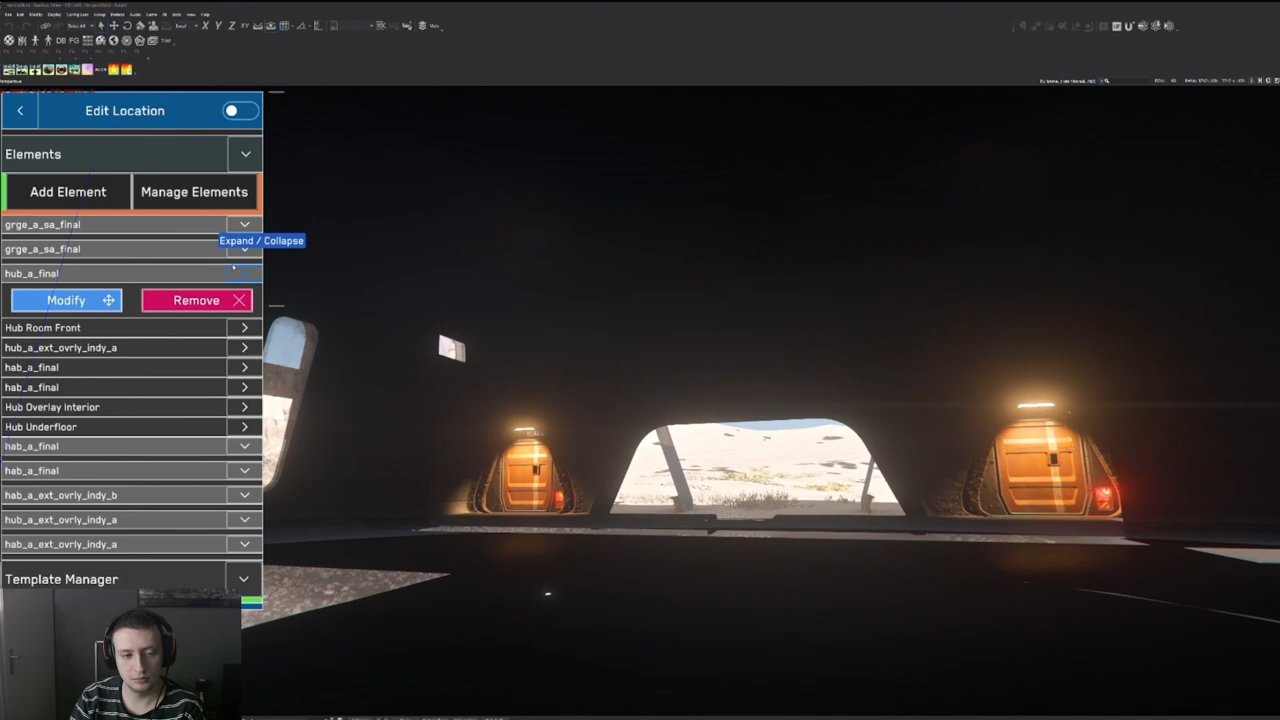 Edit Location
Elements
Add Element
Manage Elements
grge_a_sa_final
Expand / Collapse
grge_a_sa_final
hub_a_final
Modify
Remove
Hub Room Front
hub_a_ext_ovrly_indy_a
hab_a_final
hab_a_final
Hub Overlay Interior
Hub Underfloor
hab_a_final
hab_a_final
hab_a_ext_ovrly_indy_b
hub_a_ext_ovrly_indy_a
hab_a_ext_ovrly_indy_a
Template Manager